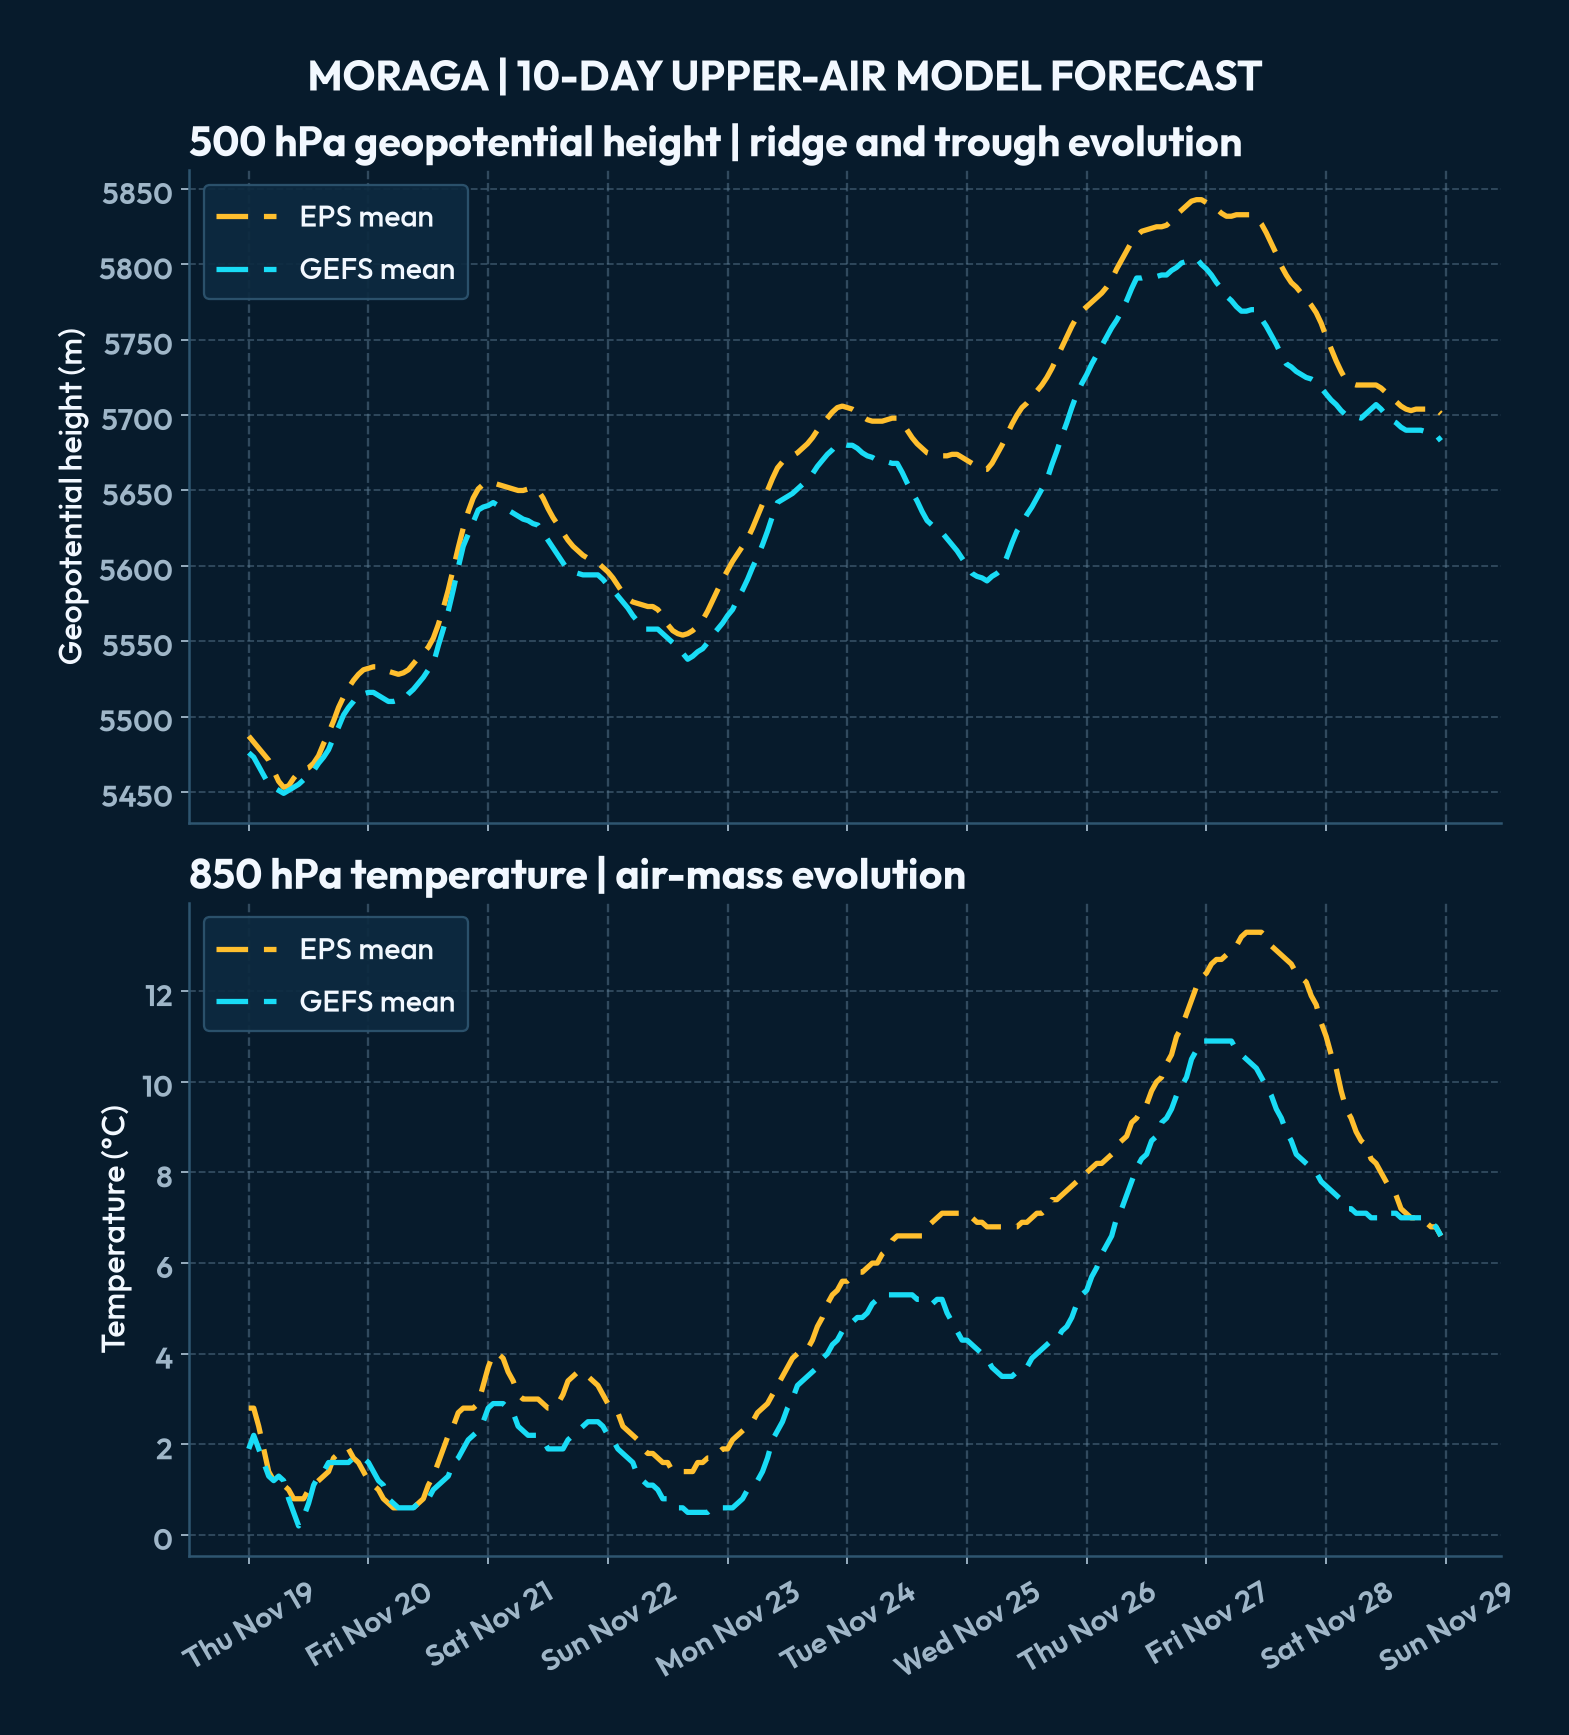 MORAGA | 10-DAY UPPER-AIR MODEL FORECAST
500 hPa geopotential height | ridge and trough evolution
EPS mean
GEFS mean
Geopotential height (m)
5850
5800
5750
5700
5650
5600
5550
5500
5450
850 hPa temperature | air-mass evolution
EPS mean
GEFS mean
Temperature (°C)
12
10
8
6
4
2
0
Thu Nov 19
Fri Nov 20
Sat Nov 21
Sun Nov 22
Mon Nov 23
Tue Nov 24
Wed Nov 25
Thu Nov 26
Fri Nov 27
Sat Nov 28
Sun Nov 29